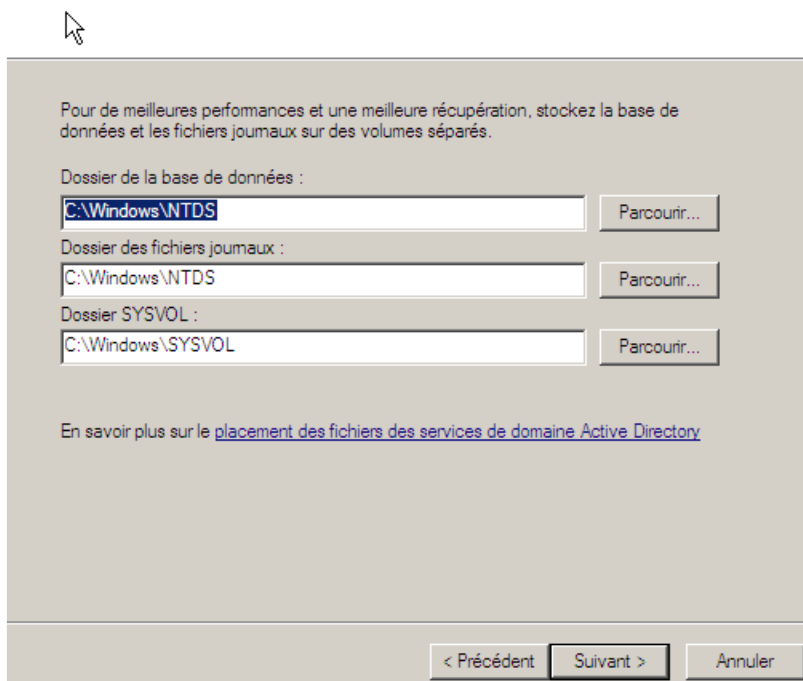 Pour de meilleures performances et une meilleure récupération, stockez la base de
données et les fichiers journaux sur des volumes séparés.
Dossier de la base de données :
C:\Windows\NTDS
Parcourir...
Dossier des fichiers journaux :
C:\Windows\NTDS
Parcourir...
Dossier SYSVOL :
C:\Windows\SYSVOL
Parcourir...
En savoir plus sur le placement des fichiers des services de domaine Active Directory
< Précédent
Suivant >
Annuler